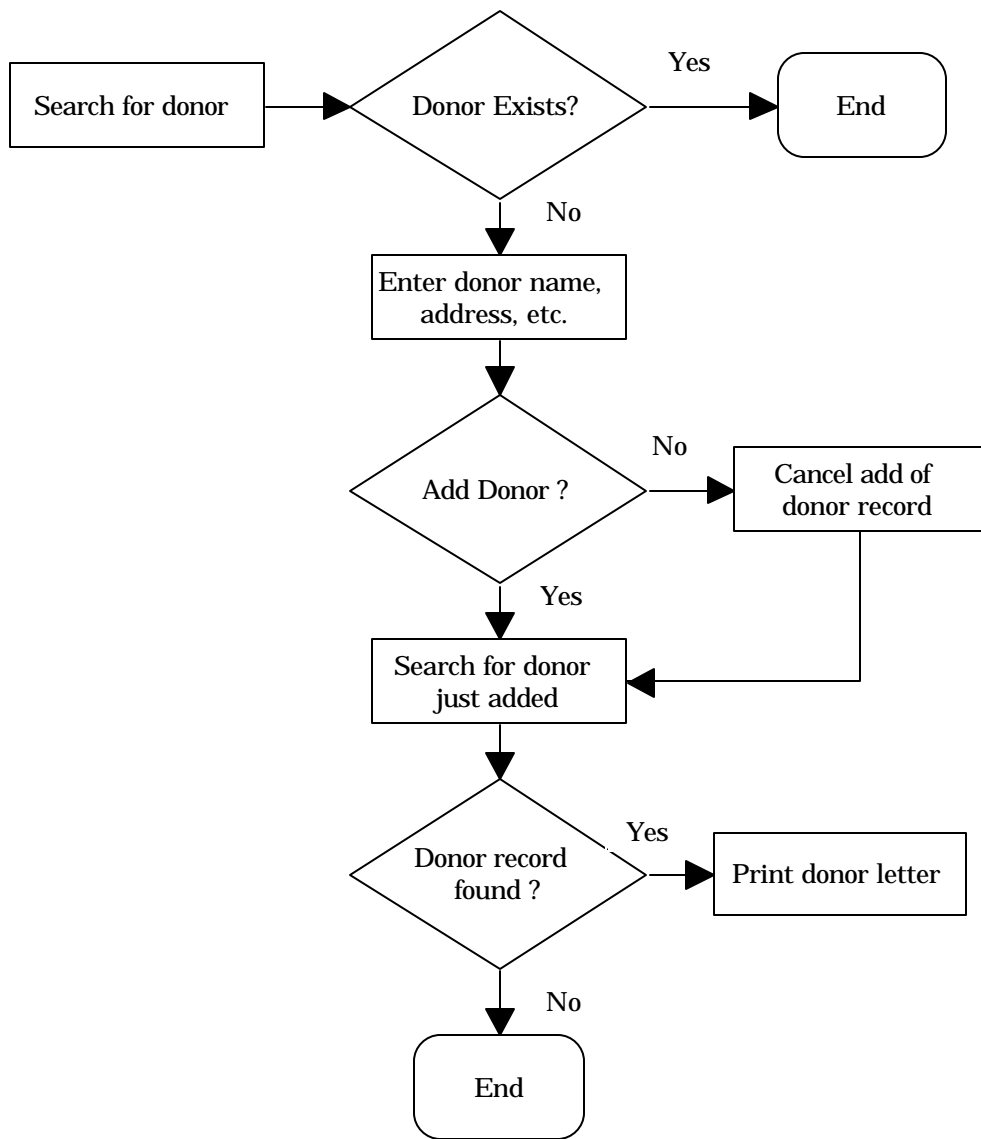 Search for donor
Donor Exists?
Yes
End
No
Enter donor name,
address, etc.
Add Donor ?
No
Cancel add of
donor record
Yes
Search for donor
just added
Donor record
found ?
Yes
Print donor letter
No
End